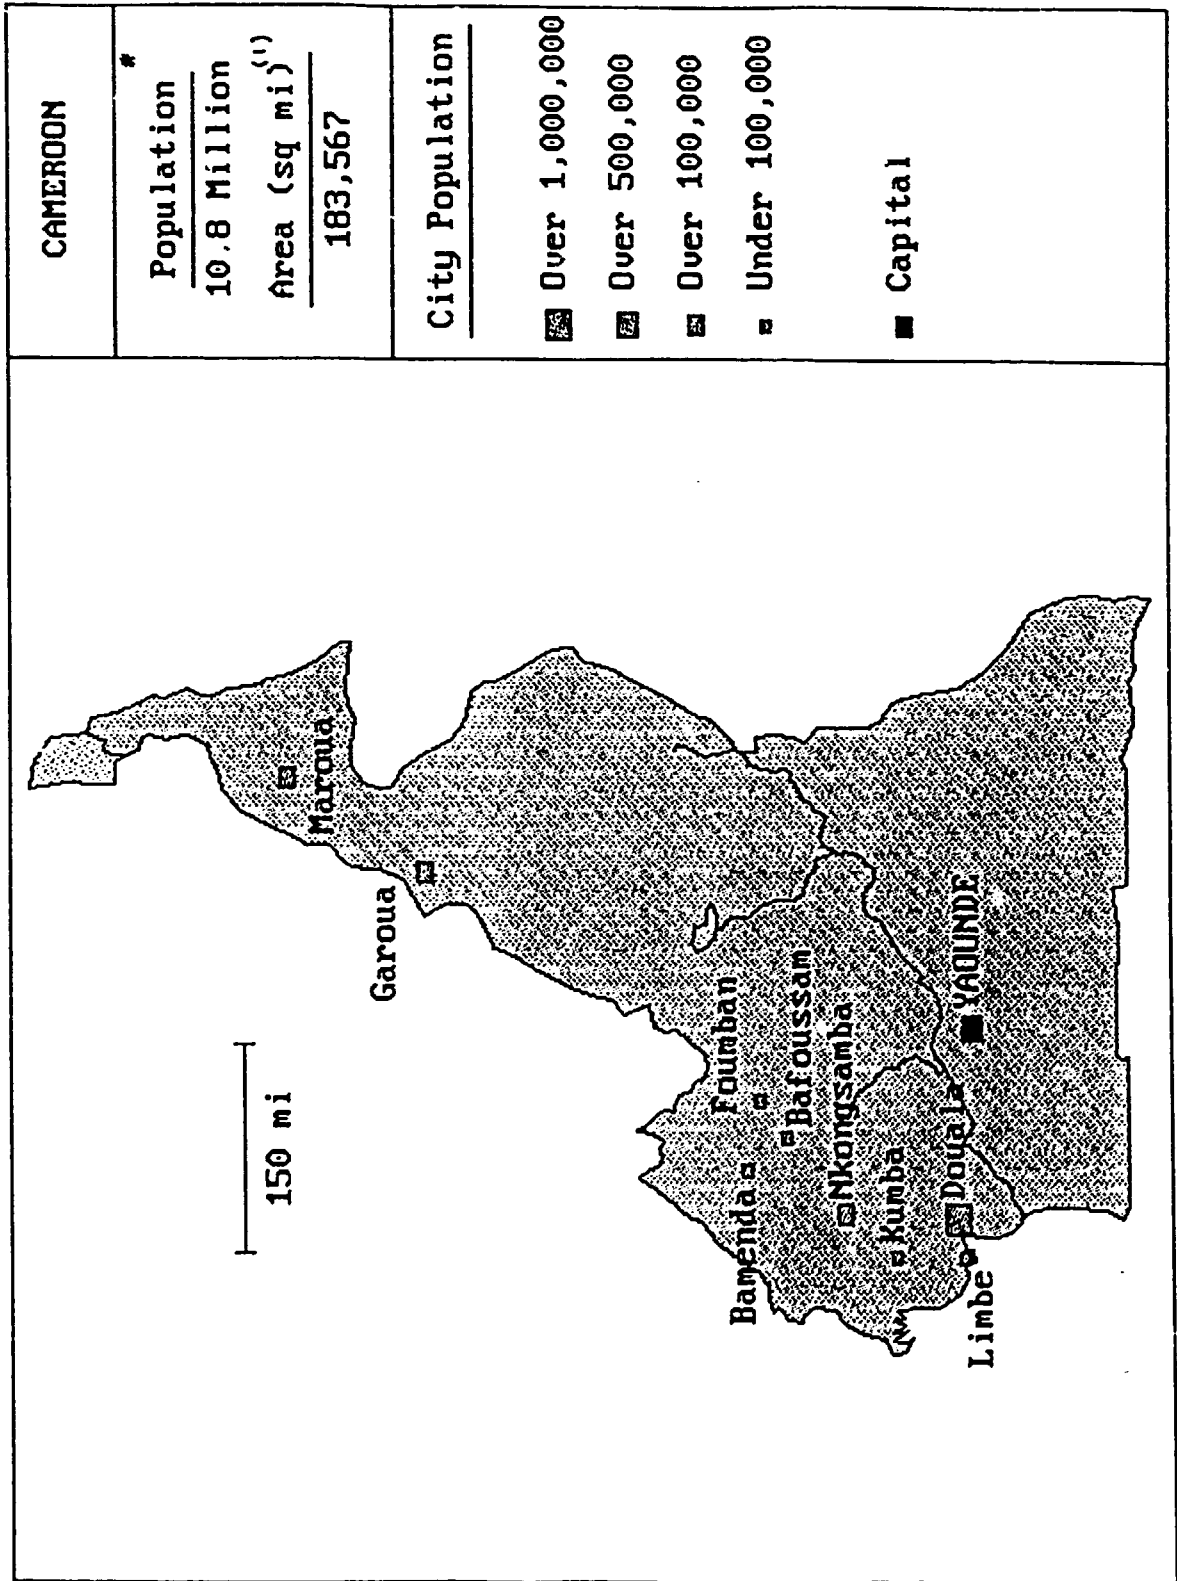 CAMEROON
Population*
10.8 Million
Area (sq mi)(1)
183,567
City Population
Over 1,000,000
Over 500,000
Over 100,000
Under 100,000
Capital
150 mi
Maroua
Garoua
Foumban
Bamenda
Bafoussam
Nkongsamba
Kumba
Douala
YAOUNDE
Limbe